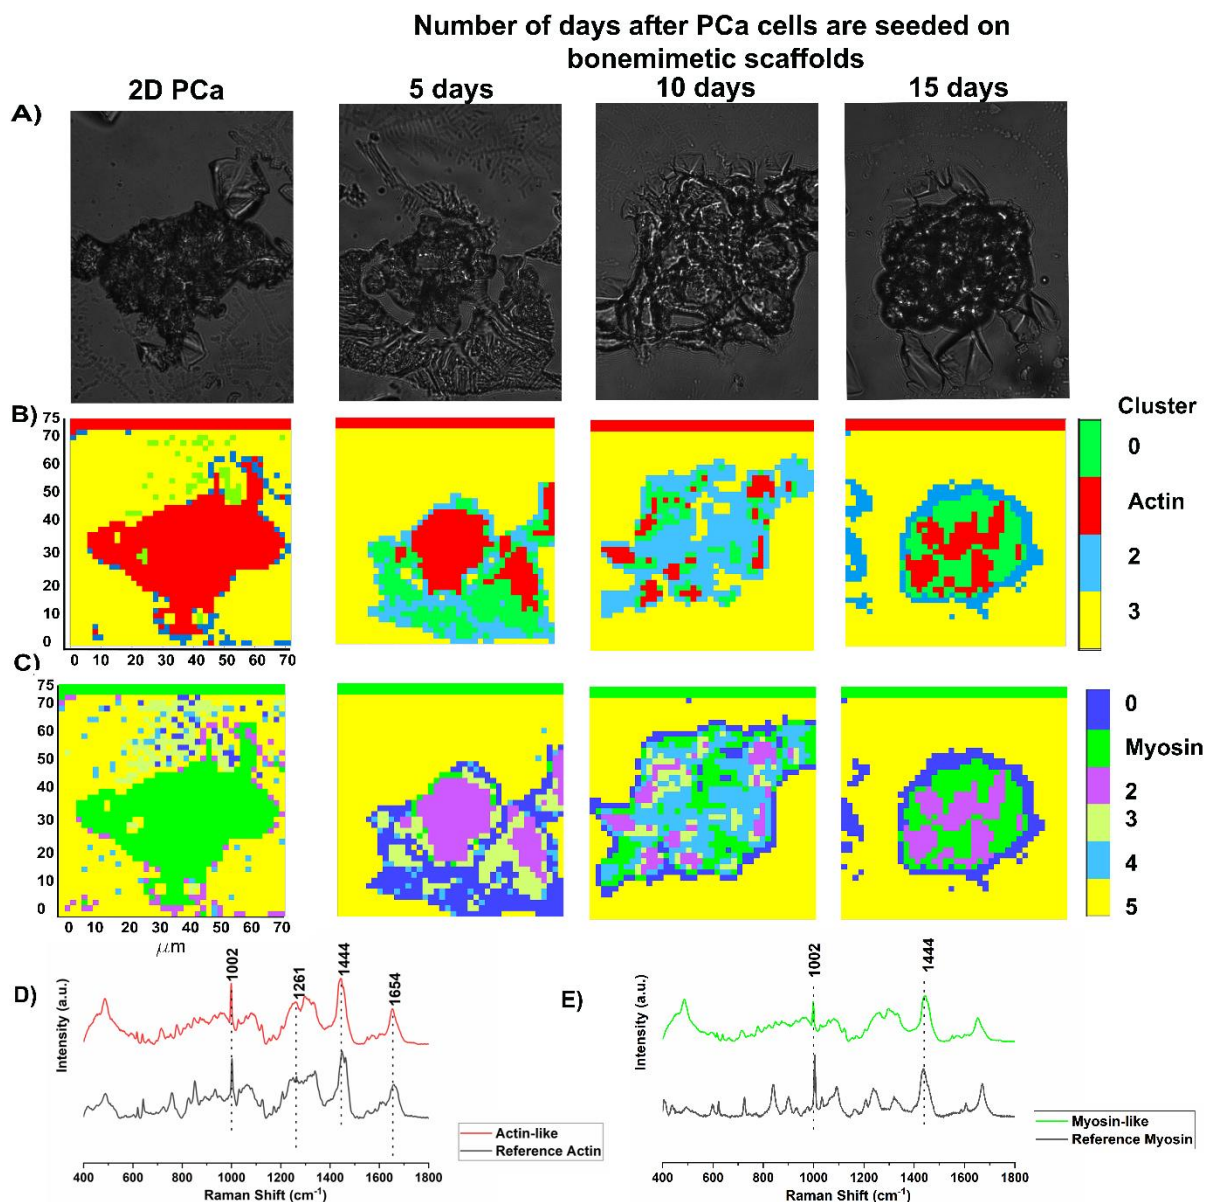 Number of days after PCa cells are seeded on
bonemimetic scaffolds
2D PCa
5 days
10 days
15 days
A)
B)
75
70
60
50
40
30
20
10
0
0 10 20 30 40 50 60 70
Cluster
0
Actin
2
3
C)
75
70
60
50
40
30
20
10
0
0 10 20 30 40 50 60 70
μm
0
Myosin
2
3
4
5
D)
Intensity (a.u.)
1002
1261
1444
1654
Actin-like
Reference Actin
400 600 800 1000 1200 1400 1600 1800
Raman Shift (cm-1)
E)
Intensity (a.u.)
1002
1444
Myosin-like
Reference Myosin
400 600 800 1000 1200 1400 1600 1800
Raman Shift (cm-1)